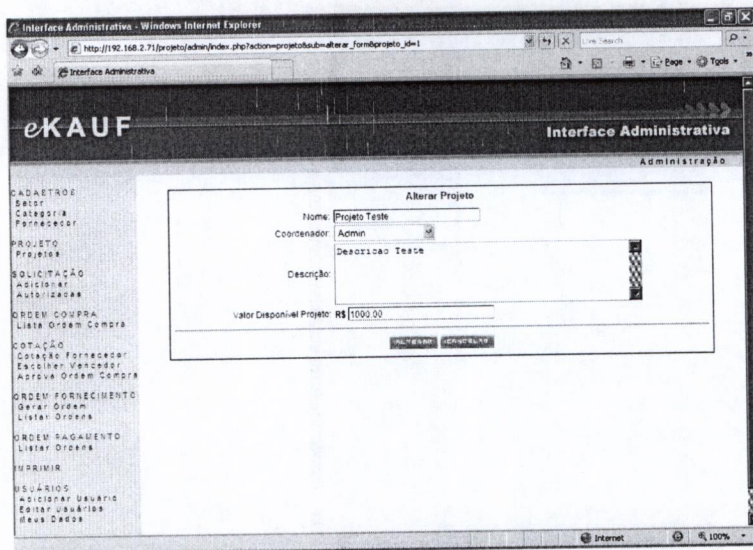 Interface Administrativa - Windows Internet Explorer
http://192.168.2.71/projeto/admin/index.php?action=projeto&sub=alterar_form&projeto_id=1
Live Search
Interface Administrativa
Page
Tools
eKAUF
Interface Administrativa
Administração
CADASTROS
Setor
Categoria
Fornecedor
PROJETO
Projetos
SOLICITAÇÃO
Adicionar
Autorizadas
ORDEM COMPRA
Lista Ordem Compra
COTAÇÃO
Cotação Fornecedor
Escolher Vencedor
Aprova Ordem Compra
ORDEM FORNECIMENTO
Gerar Ordem
Listar Ordens
ORDEM PAGAMENTO
Listar Ordens
IMPRIMIR
USUÁRIOS
Adicionar Usuário
Editar Usuários
Meus Dados
Alterar Projeto
Nome: Projeto Teste
Coordenador: Admin
Descrição: Descricao Teste
Valor Disponível Projeto: R$ 1000.00
ALTERAR CANCELAR
Internet
100%